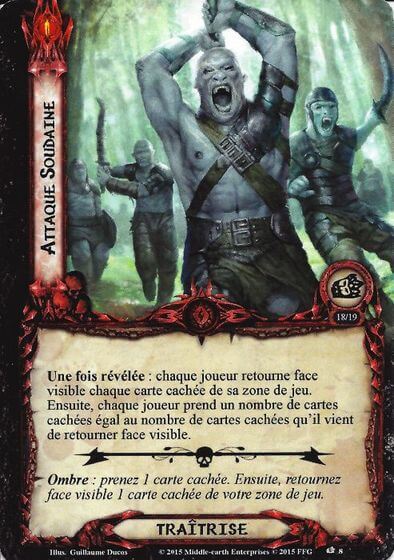 ATTAQUE SOUDAINE
18/19
Une fois révélée : chaque joueur retourne face
visible chaque carte cachée de sa zone de jeu.
Ensuite, chaque joueur prend un nombre de cartes
cachées égal au nombre de cartes cachées qu'il vient
de retourner face visible.
Ombre : prenez 1 carte cachée. Ensuite, retournez
face visible 1 carte cachée de votre zone de jeu.
TRAÎTRISE
Illus. Guillaume Ducos © 2015 Middle-earth Enterprises © 2015 FFG 8